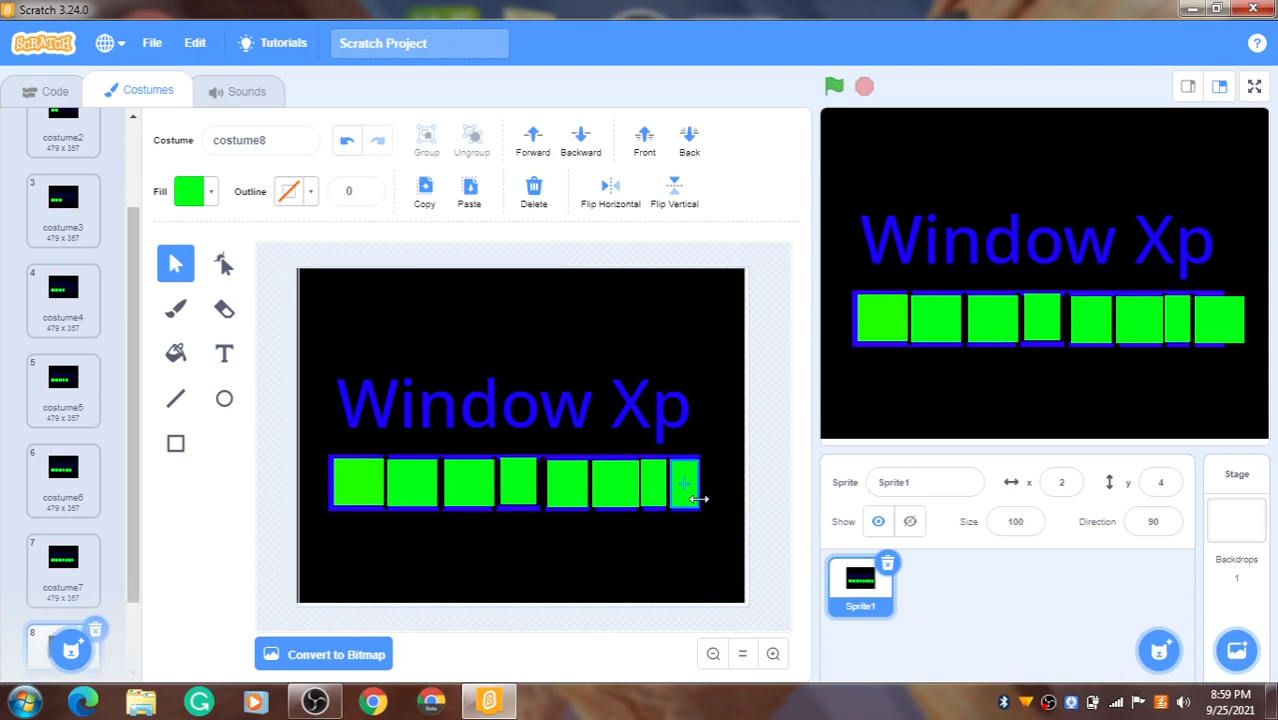 Scratch 3.24.0
SCRATCH File Edit Tutorials Scratch Project ?
Code Costumes Sounds
costume2
479 x 357
3
costume3
479 x 357
4
costume4
479 x 357
5
costume5
479 x 357
6
costume6
479 x 357
7
costume7
479 x 357
8
Costume costume8
Group Ungroup Forward Backward Front Back
Fill Outline 0
Copy Paste Delete Flip Horizontal Flip Vertical
T
Window Xp
Convert to Bitmap
Window Xp
Sprite Sprite1 x 2 y 4
Show Size 100 Direction 90
Sprite1
Stage
Backdrops
1
8:59 PM
9/25/2021